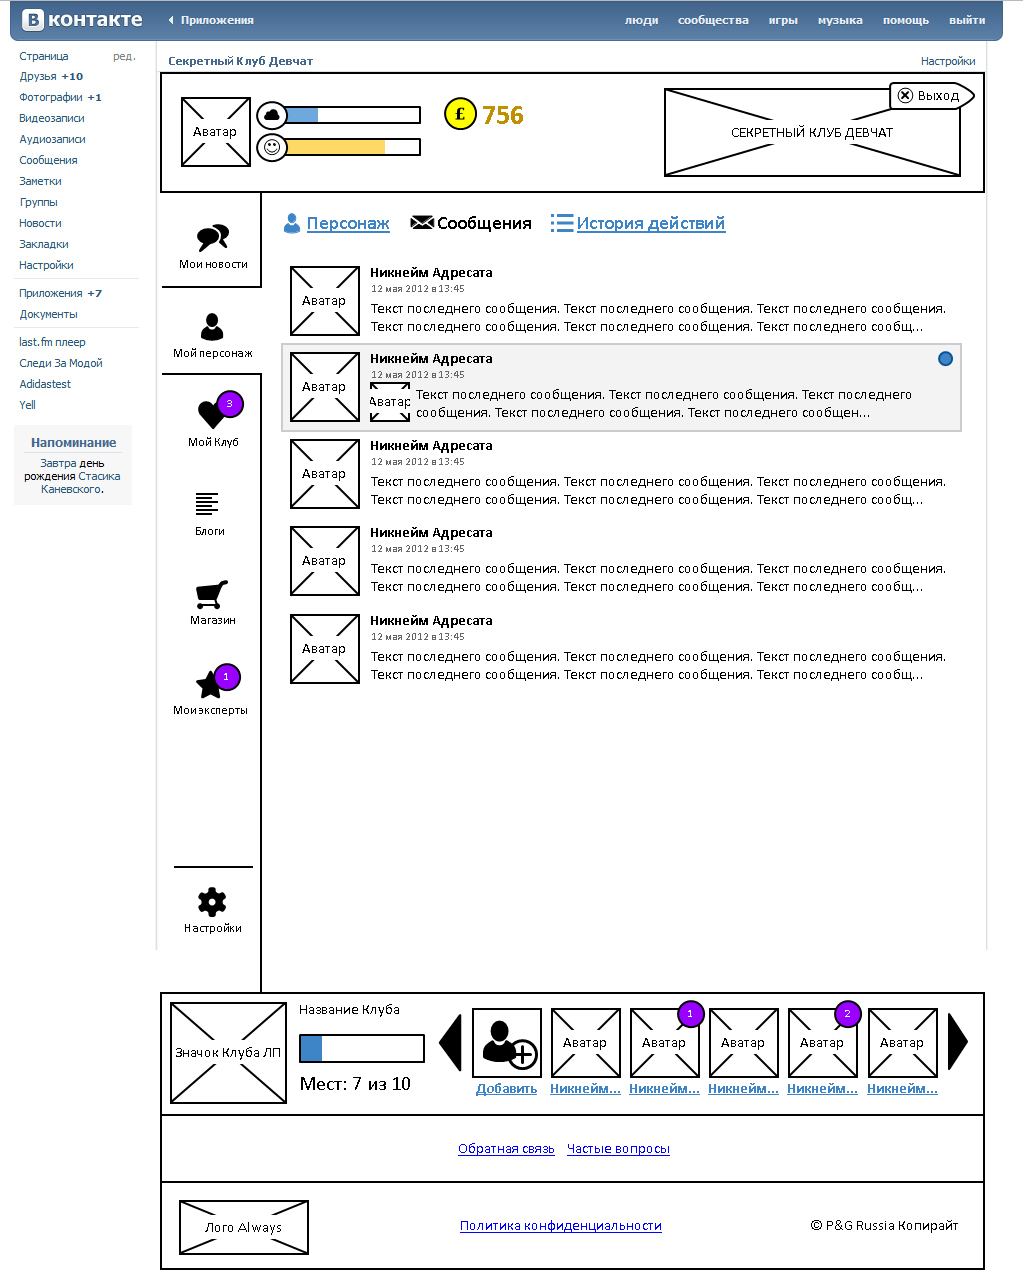 В контакте
Приложения
люди сообщества игры музыка помощь выйти
Страница ред.
Друзья +10
Фотографии +1
Видеозаписи
Аудиозаписи
Сообщения
Заметки
Группы
Новости
Закладки
Настройки
Приложения +7
Документы
last.fm плеер
Следи За Модой
Adidastest
Yell
Напоминание
Завтра день
рождения Стасика
Каневского.
Секретный Клуб Девчат
Настройки
Аватар
£ 756
Выход
СЕКРЕТНЫЙ КЛУБ ДЕВЧАТ
Мои новости
Мой персонаж
3
Мой Клуб
Блоги
Магазин
1
Мои эксперты
Настройки
Персонаж Сообщения История действий
Аватар
Никнейм Адресата
12 мая 2012 в 13:45
Текст последнего сообщения. Текст последнего сообщения. Текст последнего сообщения.
Текст последнего сообщения. Текст последнего сообщения. Текст последнего сообщ...
Аватар
Никнейм Адресата
12 мая 2012 в 13:45
Аватар
Текст последнего сообщения. Текст последнего сообщения. Текст последнего
сообщения. Текст последнего сообщения. Текст последнего сообщен...
Аватар
Никнейм Адресата
12 мая 2012 в 13:45
Текст последнего сообщения. Текст последнего сообщения. Текст последнего сообщения.
Текст последнего сообщения. Текст последнего сообщения. Текст последнего сообщ...
Аватар
Никнейм Адресата
12 мая 2012 в 13:45
Текст последнего сообщения. Текст последнего сообщения. Текст последнего сообщения.
Текст последнего сообщения. Текст последнего сообщения. Текст последнего сообщ...
Аватар
Никнейм Адресата
12 мая 2012 в 13:45
Текст последнего сообщения. Текст последнего сообщения. Текст последнего сообщения.
Текст последнего сообщения. Текст последнего сообщения. Текст последнего сообщ...
Значок Клуба ЛП
Название Клуба
Мест: 7 из 10
1 2
Аватар Аватар Аватар Аватар Аватар
Добавить Никнейм... Никнейм... Никнейм... Никнейм... Никнейм...
Обратная связь Частые вопросы
Лого Always
Политика конфиденциальности
© P&G Russia Копирайт